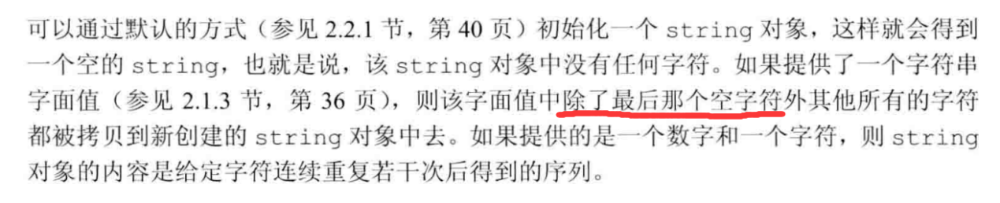 可以通过默认的方式（参见 2.2.1 节，第 40 页）初始化一个 string 对象，这样就会得到
一个空的 string，也就是说，该 string 对象中没有任何字符。如果提供了一个字符串
字面值（参见 2.1.3 节，第 36 页），则该字面值中除了最后那个空字符外其他所有的字符
都被拷贝到新创建的 string 对象中去。如果提供的是一个数字和一个字符，则 string
对象的内容是给定字符连续重复若干次后得到的序列。